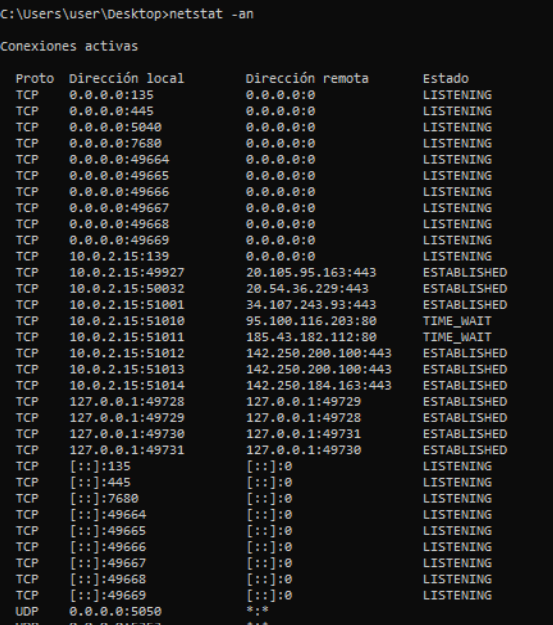 C:\Users\user\Desktop>netstat -an
Conexiones activas
Proto Dirección local Dirección remota Estado
TCP 0.0.0.0:135 0.0.0.0:0 LISTENING
TCP 0.0.0.0:445 0.0.0.0:0 LISTENING
TCP 0.0.0.0:5040 0.0.0.0:0 LISTENING
TCP 0.0.0.0:7680 0.0.0.0:0 LISTENING
TCP 0.0.0.0:49664 0.0.0.0:0 LISTENING
TCP 0.0.0.0:49665 0.0.0.0:0 LISTENING
TCP 0.0.0.0:49666 0.0.0.0:0 LISTENING
TCP 0.0.0.0:49667 0.0.0.0:0 LISTENING
TCP 0.0.0.0:49668 0.0.0.0:0 LISTENING
TCP 0.0.0.0:49669 0.0.0.0:0 LISTENING
TCP 10.0.2.15:139 0.0.0.0:0 LISTENING
TCP 10.0.2.15:49927 20.105.95.163:443 ESTABLISHED
TCP 10.0.2.15:50032 20.54.36.229:443 ESTABLISHED
TCP 10.0.2.15:51001 34.107.243.93:443 ESTABLISHED
TCP 10.0.2.15:51010 95.100.116.203:80 TIME_WAIT
TCP 10.0.2.15:51011 185.43.182.112:80 TIME_WAIT
TCP 10.0.2.15:51012 142.250.200.100:443 ESTABLISHED
TCP 10.0.2.15:51013 142.250.200.100:443 ESTABLISHED
TCP 10.0.2.15:51014 142.250.184.163:443 ESTABLISHED
TCP 127.0.0.1:49728 127.0.0.1:49729 ESTABLISHED
TCP 127.0.0.1:49729 127.0.0.1:49728 ESTABLISHED
TCP 127.0.0.1:49730 127.0.0.1:49731 ESTABLISHED
TCP 127.0.0.1:49731 127.0.0.1:49730 ESTABLISHED
TCP [::]:135 [::]:0 LISTENING
TCP [::]:445 [::]:0 LISTENING
TCP [::]:7680 [::]:0 LISTENING
TCP [::]:49664 [::]:0 LISTENING
TCP [::]:49665 [::]:0 LISTENING
TCP [::]:49666 [::]:0 LISTENING
TCP [::]:49667 [::]:0 LISTENING
TCP [::]:49668 [::]:0 LISTENING
TCP [::]:49669 [::]:0 LISTENING
UDP 0.0.0.0:5050 *:*